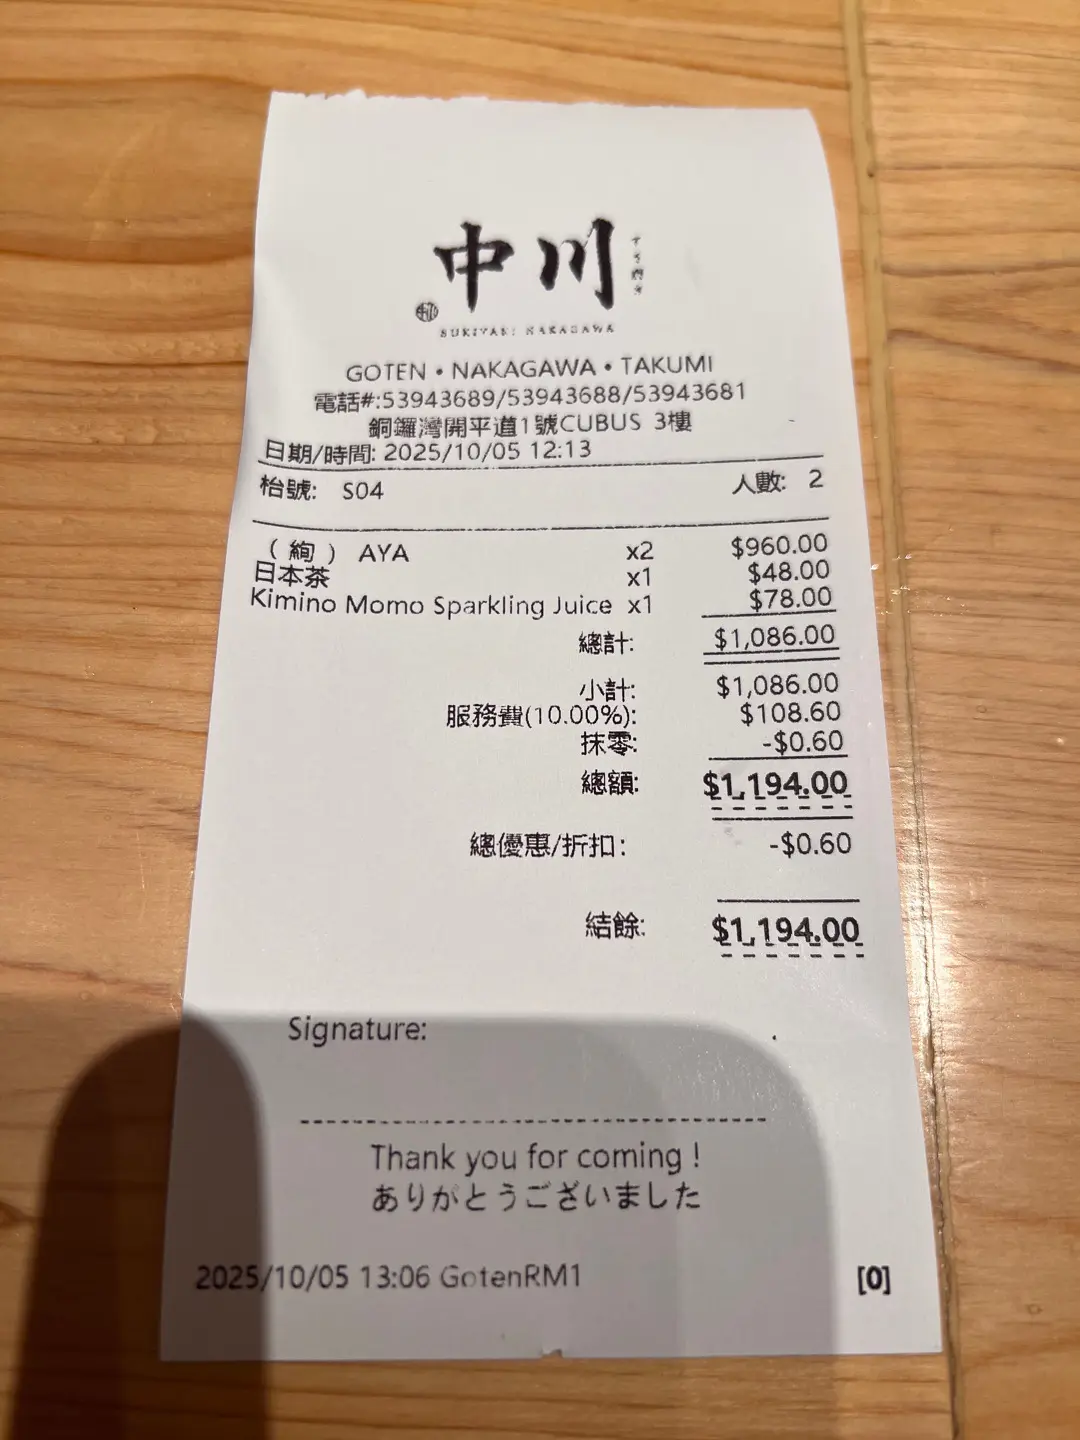 中川
すき焼き
SUKIYAKI NAKAGAWA
GOTEN • NAKAGAWA • TAKUMI
電話#:53943689/53943688/53943681
銅鑼灣開平道1號CUBUS 3樓
日期/時間: 2025/10/05 12:13
枱號: S04 人數: 2
（絢） AYA x2 $960.00
日本茶 x1 $48.00
Kimino Momo Sparkling Juice x1 $78.00
總計: $1,086.00
小計: $1,086.00
服務費(10.00%): $108.60
抹零: -$0.60
總額: $1,194.00
總優惠/折扣: -$0.60
結餘: $1,194.00
Signature:
Thank you for coming !
ありがとうございました
2025/10/05 13:06 GotenRM1 [0]